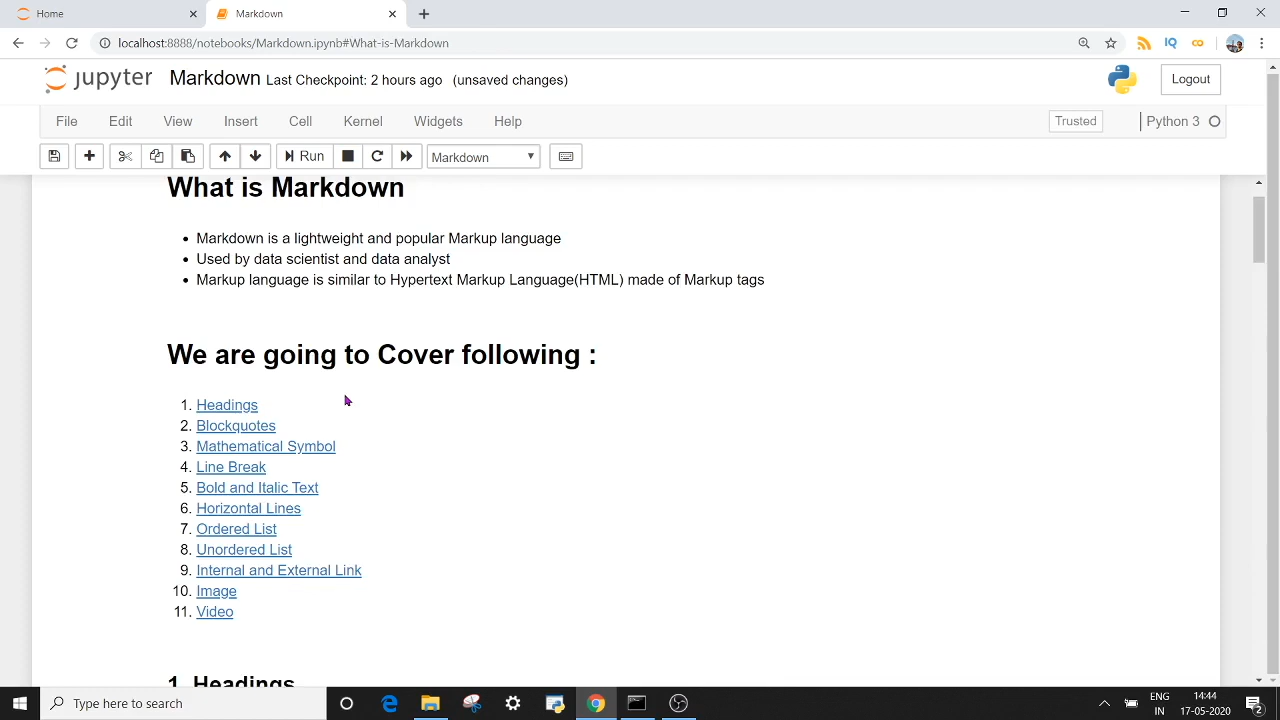 Home
Markdown
localhost:8888/notebooks/Markdown.ipynb#What-is-Markdown
IQ
jupyter Markdown Last Checkpoint: 2 hours ago (unsaved changes)
Logout
File Edit View Insert Cell Kernel Widgets Help
Trusted
Python 3
Run
Markdown
What is Markdown
• Markdown is a lightweight and popular Markup language
• Used by data scientist and data analyst
• Markup language is similar to Hypertext Markup Language(HTML) made of Markup tags
We are going to Cover following :
1. Headings
2. Blockquotes
3. Mathematical Symbol
4. Line Break
5. Bold and Italic Text
6. Horizontal Lines
7. Ordered List
8. Unordered List
9. Internal and External Link
10. Image
11. Video
1. Headings
Type here to search
ENG
IN
14:44
17-05-2020
2